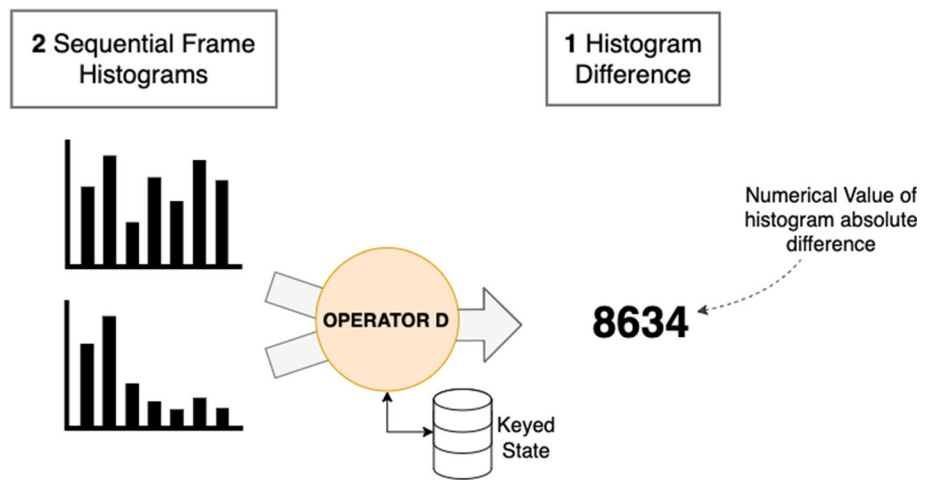 2 Sequential Frame
Histograms
1 Histogram
Difference
Numerical Value of
histogram absolute
difference
OPERATOR D
8634
Keyed
State